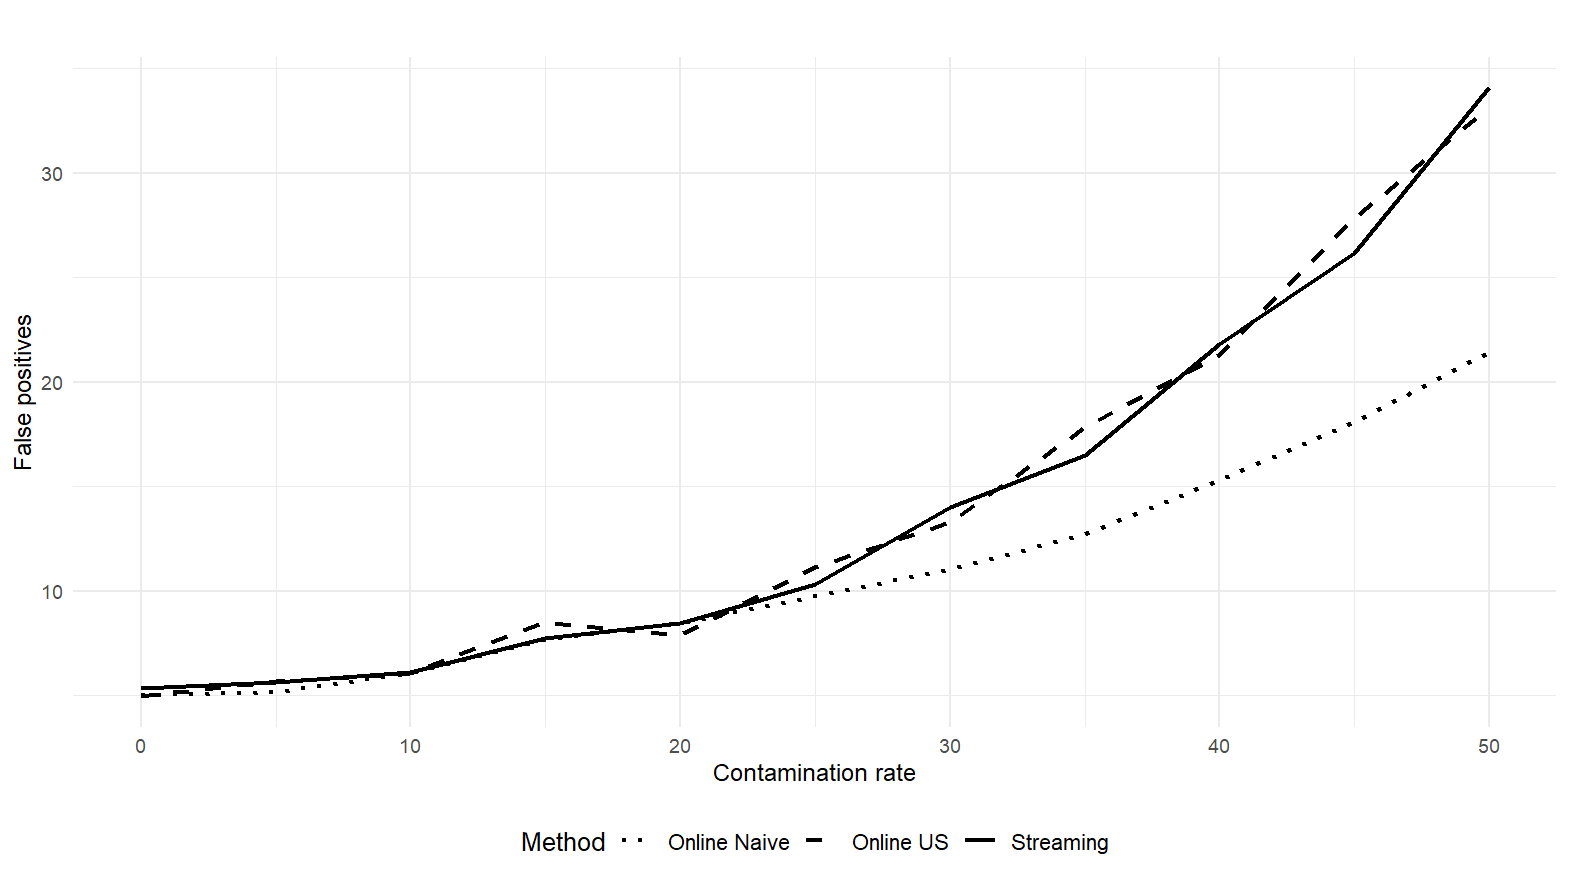 False positives
30
20
10
0 10 20 30 40 50
Contamination rate
Method Online Naive Online US Streaming